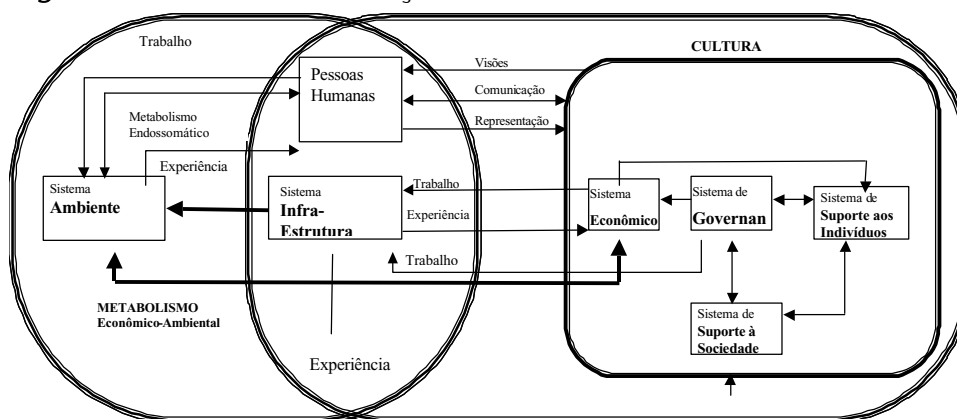 Trabalho
CULTURA
Pessoas
Humanas
Visões
Comunicação
Representação
Metabolismo
Endossomático
Experiência
Sistema
Ambiente
Sistema
Infra-
Estrutura
Trabalho
Experiência
Trabalho
Sistema
Econômico
Sistema de
Governan
Sistema de
Suporte aos
Indivíduos
METABOLISMO
Econômico-Ambiental
Sistema de
Suporte à
Sociedade
Experiência